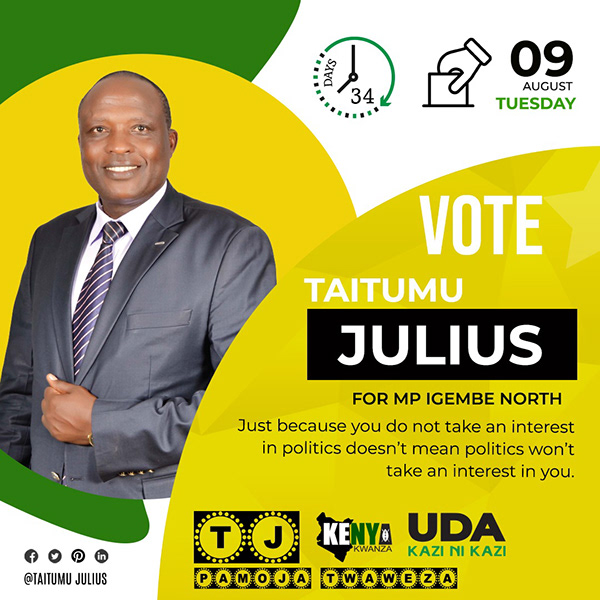 DAYS
34
09
AUGUST
TUESDAY
VOTE
TAITUMU
JULIUS
FOR MP IGEMBE NORTH
Just because you do not take an interest
in politics doesn’t mean politics won’t
take an interest in you.
TJ
PAMOJA TWAWEZA
KENYA
KWANZA
UDA
KAZI NI KAZI
@TAITUMU JULIUS